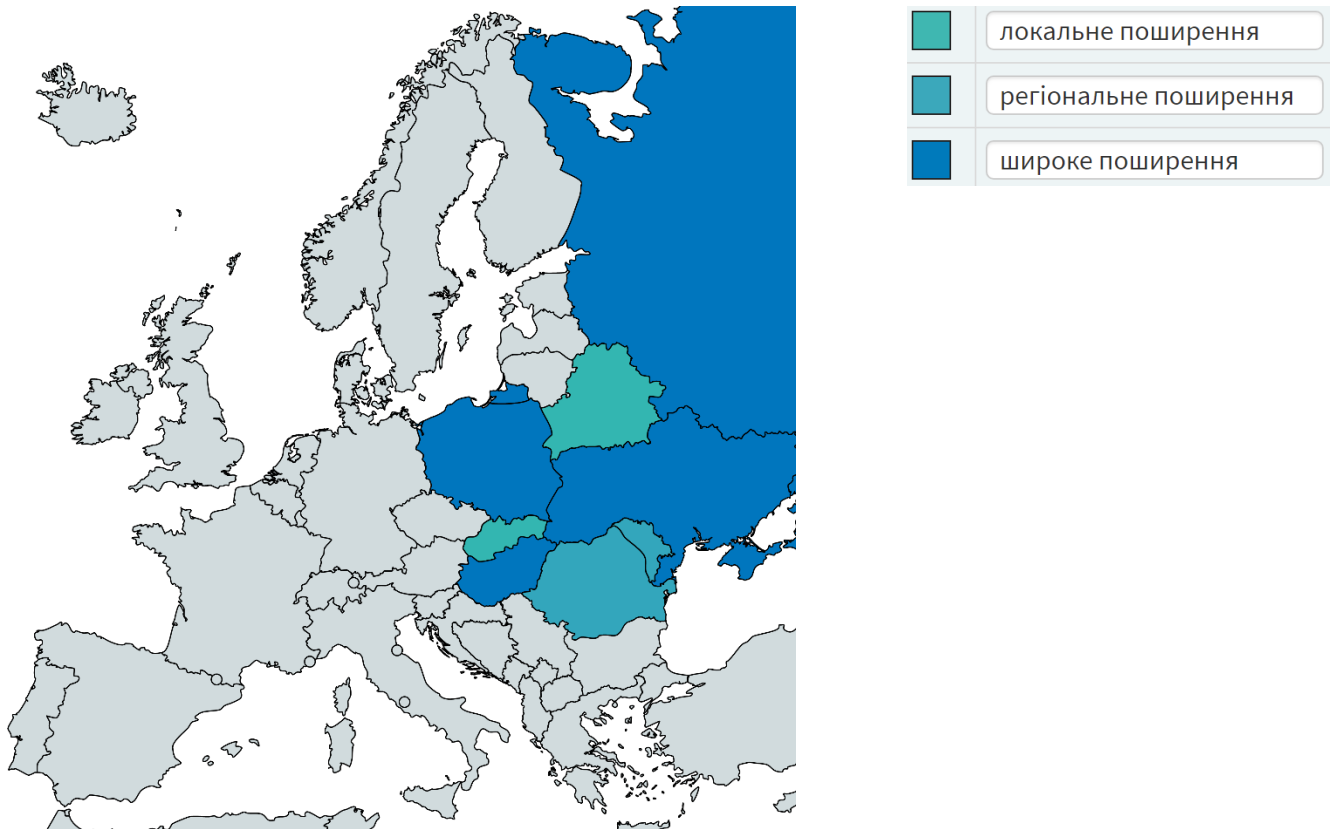 локальне поширення
регіональне поширення
широке поширення